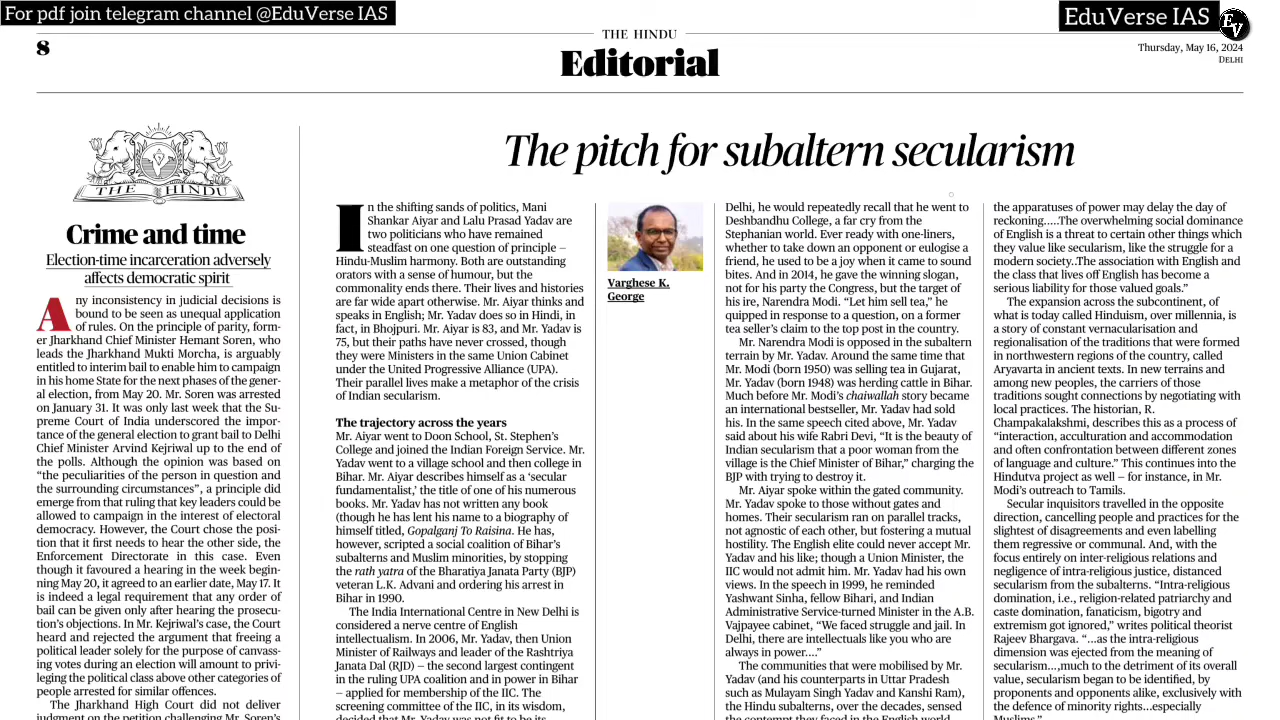 For pdf join telegram channel @EduVerse IAS
EduVerse IAS
EV
8
THE HINDU
Editorial
Thursday, May 16, 2024
DELHI
THE HINDU
Crime and time
Election-time incarceration adversely
affects democratic spirit
Any inconsistency in judicial decisions is
bound to be seen as unequal application
of rules. On the principle of parity, form-
er Jharkhand Chief Minister Hemant Soren, who
leads the Jharkhand Mukti Morcha, is arguably
entitled to interim bail to enable him to campaign
in his home State for the next phases of the gener-
al election, from May 20. Mr. Soren was arrested
on January 31. It was only last week that the Su-
preme Court of India underscored the impor-
tance of the general election to grant bail to Delhi
Chief Minister Arvind Kejriwal up to the end of
the polls. Although the opinion was based on
“the peculiarities of the person in question and
the surrounding circumstances”, a principle did
emerge from that ruling that key leaders could be
allowed to campaign in the interest of electoral
democracy. However, the Court chose the posi-
tion that it first needs to hear the other side, the
Enforcement Directorate in this case. Even
though it favoured a hearing in the week begin-
ning May 20, it agreed to an earlier date, May 17. It
is indeed a legal requirement that any order of
bail can be given only after hearing the prosecu-
tion’s objections. In Mr. Kejriwal’s case, the Court
heard and rejected the argument that freeing a
political leader solely for the purpose of canvass-
ing votes during an election will amount to privi-
leging the political class above other categories of
people arrested for similar offences.
The Jharkhand High Court did not deliver
judgment on the petition challenging Mr. Soren’s
The pitch for subaltern secularism
In the shifting sands of politics, Mani
Shankar Aiyar and Lalu Prasad Yadav are
two politicians who have remained
steadfast on one question of principle —
Hindu-Muslim harmony. Both are outstanding
orators with a sense of humour, but the
commonality ends there. Their lives and histories
are far wide apart otherwise. Mr. Aiyar thinks and
speaks in English; Mr. Yadav does so in Hindi, in
fact, in Bhojpuri. Mr. Aiyar is 83, and Mr. Yadav is
75, but their paths have never crossed, though
they were Ministers in the same Union Cabinet
under the United Progressive Alliance (UPA).
Their parallel lives make a metaphor of the crisis
of Indian secularism.
The trajectory across the years
Mr. Aiyar went to Doon School, St. Stephen’s
College and joined the Indian Foreign Service. Mr.
Yadav went to a village school and then college in
Bihar. Mr. Aiyar describes himself as a ‘secular
fundamentalist,’ the title of one of his numerous
books. Mr. Yadav has not written any book
(though he has lent his name to a biography of
himself titled, Gopalganj To Raisina. He has,
however, scripted a social coalition of Bihar’s
subalterns and Muslim minorities, by stopping
the rath yatra of the Bharatiya Janata Party (BJP)
veteran L.K. Advani and ordering his arrest in
Bihar in 1990.
The India International Centre in New Delhi is
considered a nerve centre of English
intellectualism. In 2006, Mr. Yadav, then Union
Minister of Railways and leader of the Rashtriya
Janata Dal (RJD) — the second largest contingent
in the ruling UPA coalition and in power in Bihar
— applied for membership of the IIC. The
screening committee of the IIC, in its wisdom,
decided that Mr. Yadav was not fit to be its
Varghese K.
George
Delhi, he would repeatedly recall that he went to
Deshbandhu College, a far cry from the
Stephanian world. Ever ready with one-liners,
whether to take down an opponent or eulogise a
friend, he used to be a joy when it came to sound
bites. And in 2014, he gave the winning slogan,
not for his party the Congress, but the target of
his ire, Narendra Modi. “Let him sell tea,” he
quipped in response to a question, on a former
tea seller’s claim to the top post in the country.
Mr. Narendra Modi is opposed in the subaltern
terrain by Mr. Yadav. Around the same time that
Mr. Modi (born 1950) was selling tea in Gujarat,
Mr. Yadav (born 1948) was herding cattle in Bihar.
Much before Mr. Modi’s chaiwallah story became
an international bestseller, Mr. Yadav had sold
his. In the same speech cited above, Mr. Yadav
said about his wife Rabri Devi, “It is the beauty of
Indian secularism that a poor woman from the
village is the Chief Minister of Bihar,” charging the
BJP with trying to destroy it.
Mr. Aiyar spoke within the gated community.
Mr. Yadav spoke to those without gates and
homes. Their secularism ran on parallel tracks,
not agnostic of each other, but fostering a mutual
hostility. The English elite could never accept Mr.
Yadav and his like; though a Union Minister, the
IIC would not admit him. Mr. Yadav had his own
views. In the speech in 1999, he reminded
Yashwant Sinha, fellow Bihari, and Indian
Administrative Service-turned Minister in the A.B.
Vajpayee cabinet, “We faced struggle and jail. In
Delhi, there are intellectuals like you who are
always in power....”
The communities that were mobilised by Mr.
Yadav (and his counterparts in Uttar Pradesh
such as Mulayam Singh Yadav and Kanshi Ram),
the Hindu subalterns, over the decades, sensed
the contempt they faced in the English world.
the apparatuses of power may delay the day of
reckoning.....The overwhelming social dominance
of English is a threat to certain other things which
they value like secularism, like the struggle for a
modern society..The association with English and
the class that lives off English has become a
serious liability for those valued goals.”
The expansion across the subcontinent, of
what is today called Hinduism, over millennia, is
a story of constant vernacularisation and
regionalisation of the traditions that were formed
in northwestern regions of the country, called
Aryavarta in ancient texts. In new terrains and
among new peoples, the carriers of those
traditions sought connections by negotiating with
local practices. The historian, R.
Champakalakshmi, describes this as a process of
“interaction, acculturation and accommodation
and often confrontation between different zones
of language and culture.” This continues into the
Hindutva project as well — for instance, in Mr.
Modi’s outreach to Tamils.
Secular inquisitors travelled in the opposite
direction, cancelling people and practices for the
slightest of disagreements and even labelling
them regressive or communal. And, with the
focus entirely on inter-religious relations and
negligence of intra-religious justice, distanced
secularism from the subalterns. “Intra-religious
domination, i.e., religion-related patriarchy and
caste domination, fanaticism, bigotry and
extremism got ignored,” writes political theorist
Rajeev Bhargava. “...as the intra-religious
dimension was ejected from the meaning of
secularism...,much to the detriment of its overall
value, secularism began to be identified, by
proponents and opponents alike, exclusively with
the defence of minority rights...especially
Muslims.”